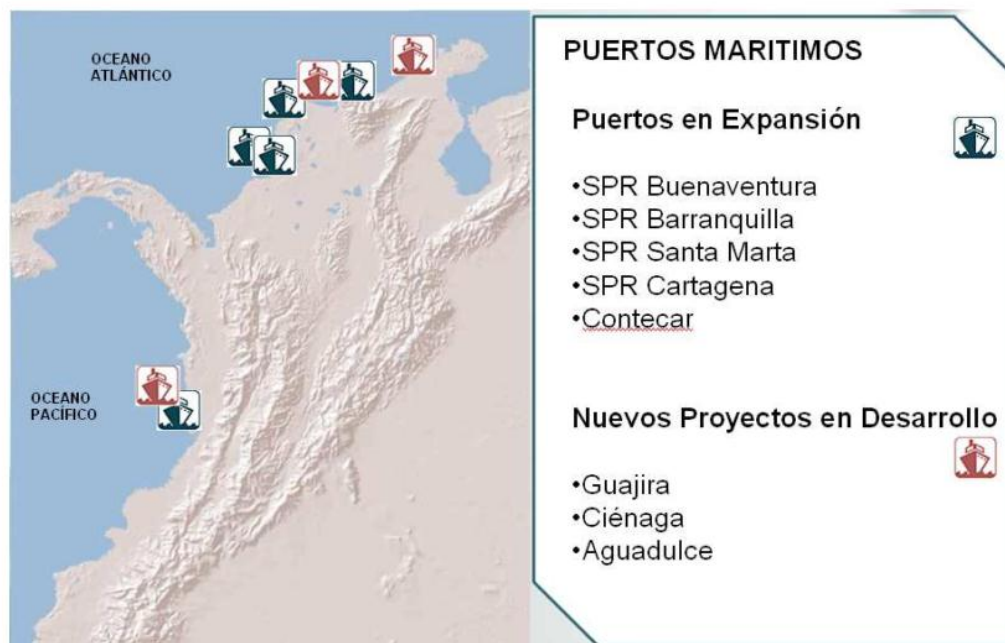 OCEANO
ATLÁNTICO
OCEANO
PACÍFICO
PUERTOS MARITIMOS
Puertos en Expansión
•SPR Buenaventura
•SPR Barranquilla
•SPR Santa Marta
•SPR Cartagena
•Contecar
Nuevos Proyectos en Desarrollo
•Guajira
•Ciénaga
•Aguadulce